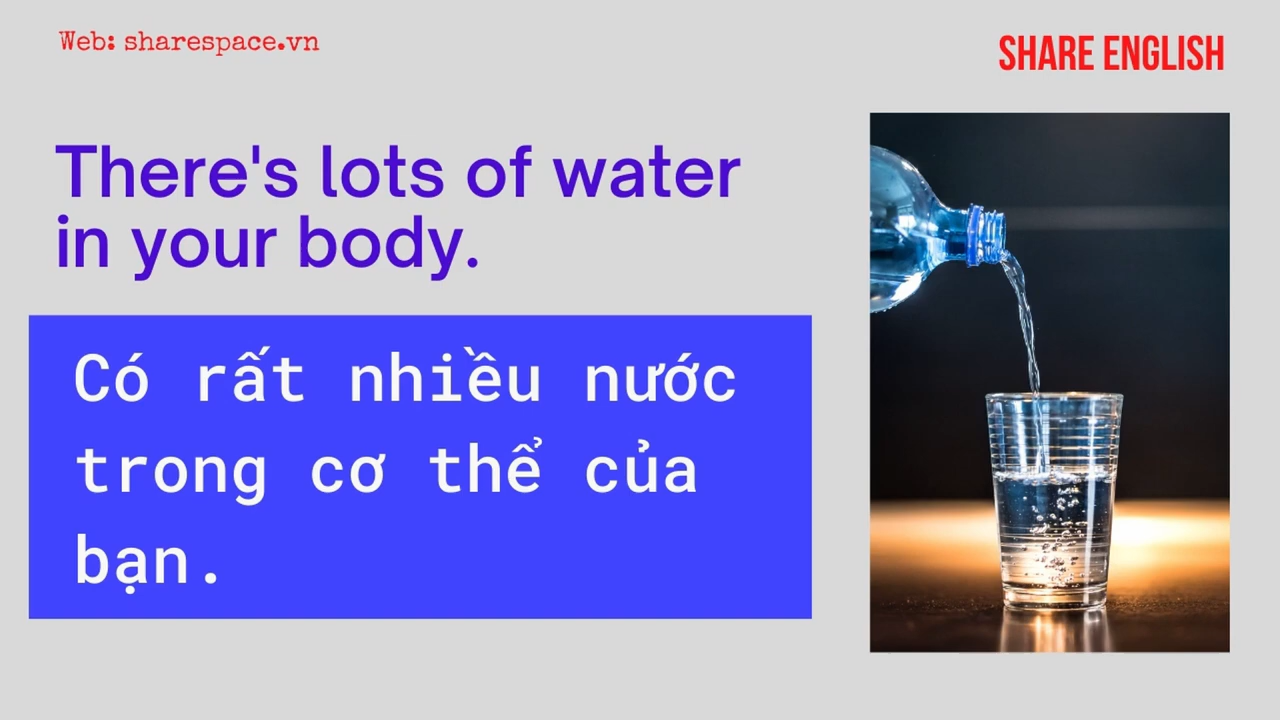 Web: sharespace.vn
SHARE ENGLISH
There's lots of water
in your body.
Có rất nhiều nước
trong cơ thể của
bạn.